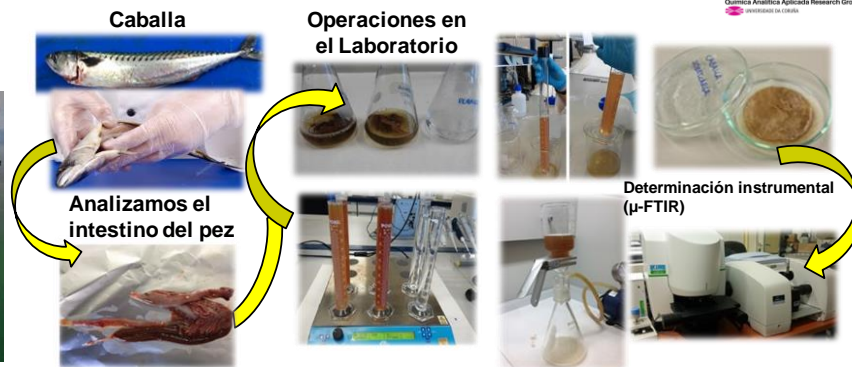 Química Analítica Aplicada Research Gro
UNIVERSIDADE DA CORUÑA
Caballa
Operaciones en
el Laboratorio
Analizamos el
intestino del pez
Determinación instrumental
(µ-FTIR)